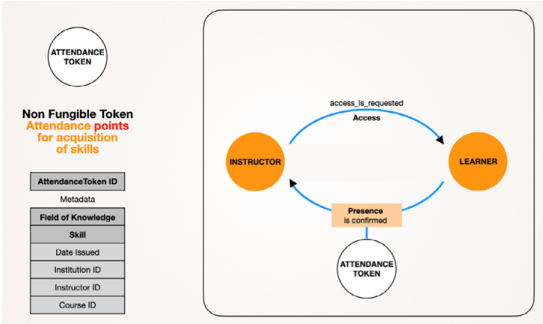 ATTENDANCE
TOKEN
Non Fungible Token
Attendance points
for acquisition
of skills
AttendanceToken ID
Metadata
Field of Knowledge
Skill
Date Issued
Institution ID
Instructor ID
Course ID
access_is_requested
Access
INSTRUCTOR
LEARNER
Presence
is confirmed
ATTENDANCE
TOKEN